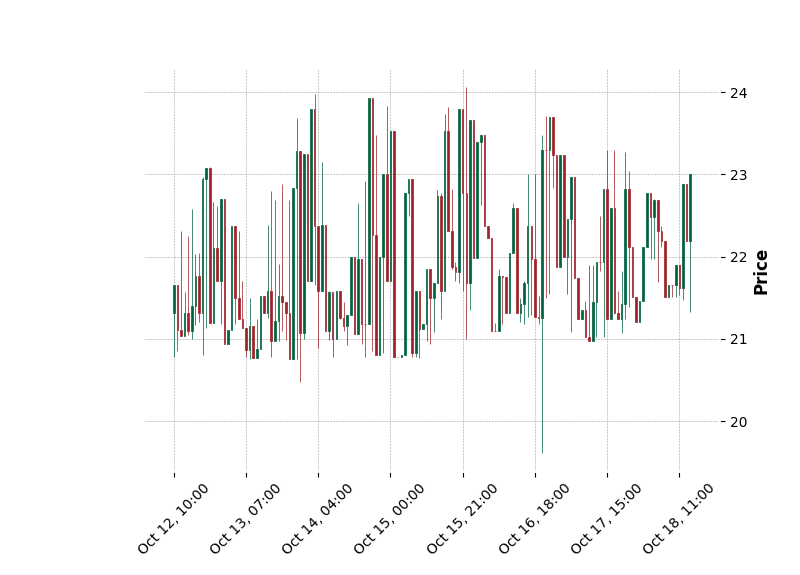 24
23
22
21
20
Price
Oct 12, 10:00
Oct 13, 07:00
Oct 14, 04:00
Oct 15, 00:00
Oct 15, 21:00
Oct 16, 18:00
Oct 17, 15:00
Oct 18, 11:00